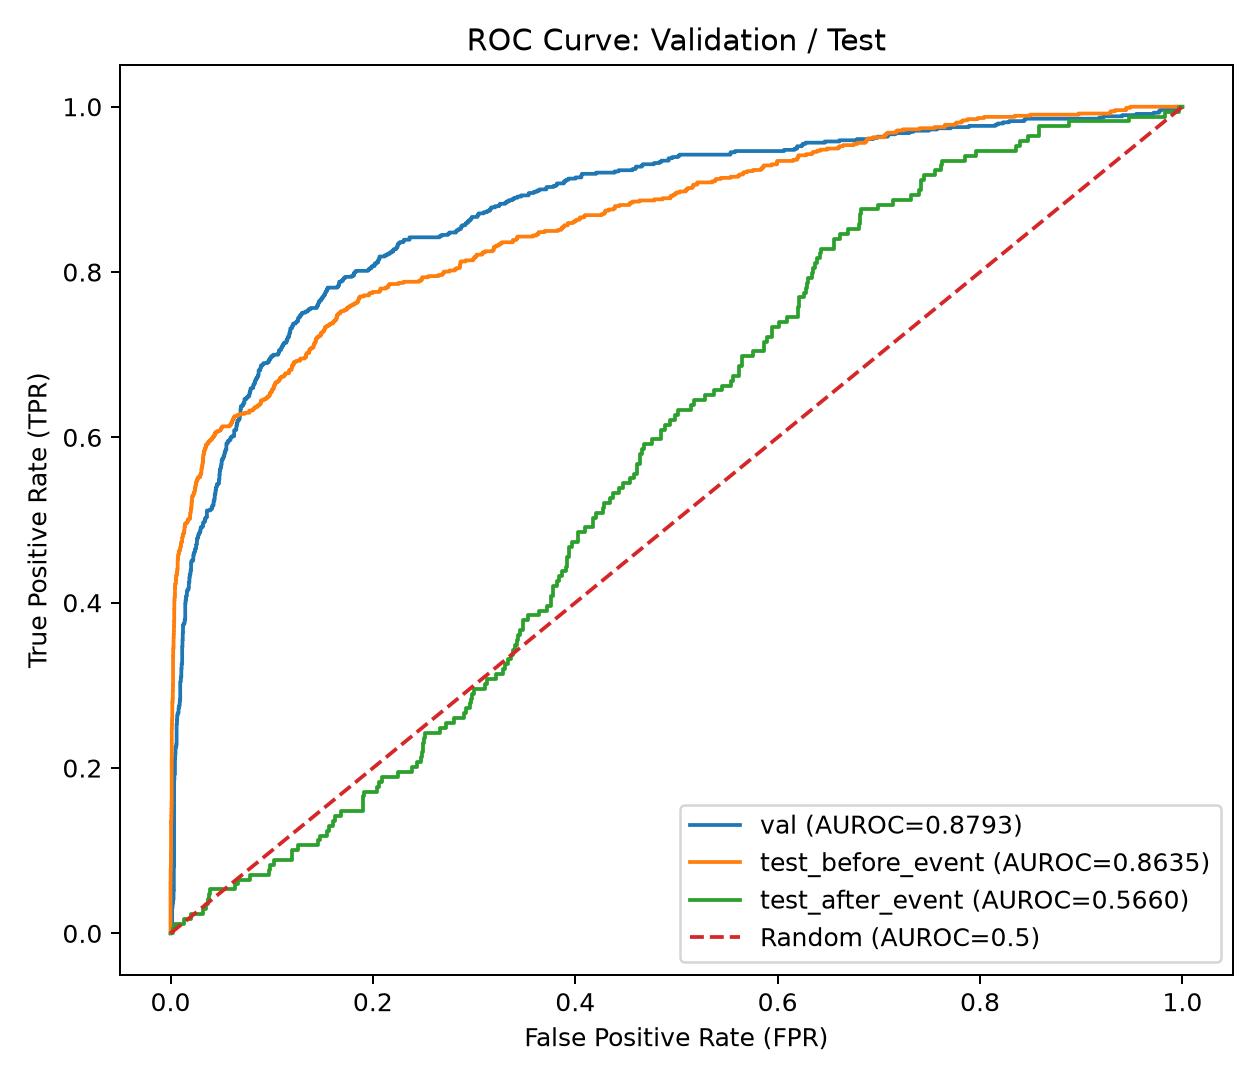 ROC Curve: Validation / Test
True Positive Rate (TPR)
1.0
0.8
0.6
0.4
0.2
0.0
val (AUROC=0.8793)
test_before_event (AUROC=0.8635)
test_after_event (AUROC=0.5660)
Random (AUROC=0.5)
0.0 0.2 0.4 0.6 0.8 1.0
False Positive Rate (FPR)